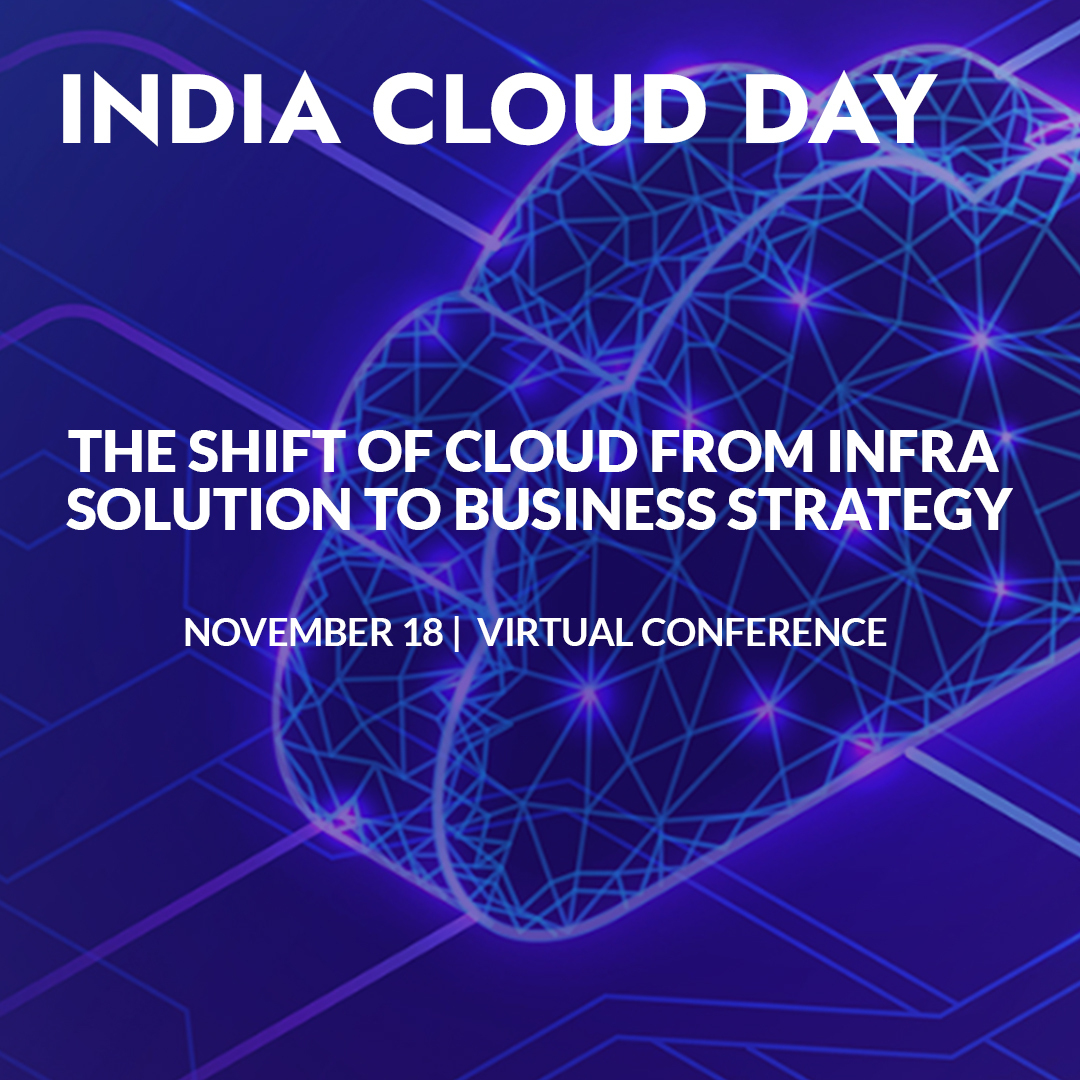 INDIA CLOUD DAY
THE SHIFT OF CLOUD FROM INFRA
SOLUTION TO BUSINESS STRATEGY
NOVEMBER 18 | VIRTUAL CONFERENCE